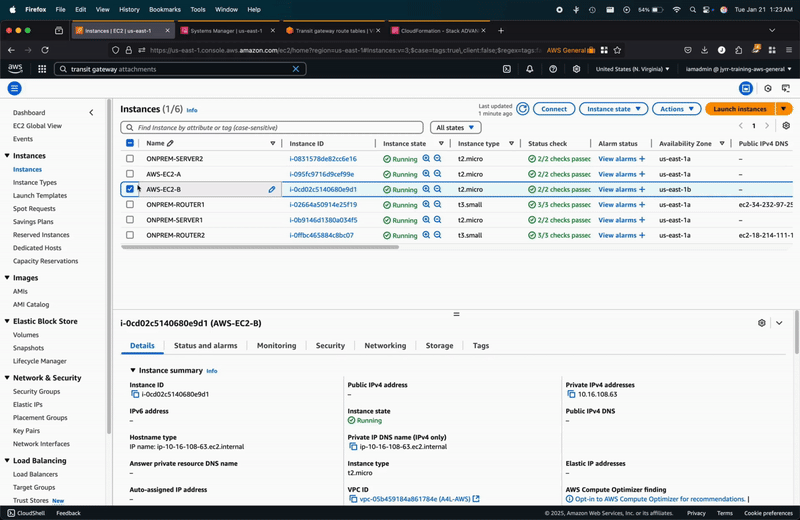 Firefox File Edit View History Bookmarks Tools Window Help 54% Tue Jan 21 1:23 AM
Instances | EC2 | us-east-1 Systems Manager | us-east-1 Transit gateway route tables | V CloudFormation - Stack ADVAN
https://us-east-1.console.aws.amazon.com/ec2/home?region=us-east-1#Instances:v=3;$case=tags:true\,client:false;$regex=tags: AWS General
aws transit gateway attachments United States (N. Virginia) iamadmin @ jyrr-training-aws-general
Dashboard
EC2 Global View
Events
Instances
Instances
Instance Types
Launch Templates
Spot Requests
Savings Plans
Reserved Instances
Dedicated Hosts
Capacity Reservations
Images
AMIs
AMI Catalog
Elastic Block Store
Volumes
Snapshots
Lifecycle Manager
Network & Security
Security Groups
Elastic IPs
Placement Groups
Key Pairs
Network Interfaces
Load Balancing
Load Balancers
Target Groups
Trust Stores New
Instances (1/6) Info
Last updated
1 minute ago
Connect Instance state Actions Launch instances
Find Instance by attribute or tag (case-sensitive) All states 1
Name Instance ID Instance state Instance type Status check Alarm status Availability Zone Public IPv4 DNS
ONPREM-SERVER2 i-0831578de82cc6e16 Running t2.micro 2/2 checks passec View alarms + us-east-1a –
AWS-EC2-A i-095fc9716d9cef99e Running t2.micro 2/2 checks passec View alarms + us-east-1a –
AWS-EC2-B i-0cd02c5140680e9d1 Running t2.micro 2/2 checks passec View alarms + us-east-1b –
ONPREM-ROUTER1 i-02664a50914e25f19 Running t3.small 3/3 checks passec View alarms + us-east-1a ec2-34-232-97-25
ONPREM-SERVER1 i-0b9146d1380a034f5 Running t2.micro 2/2 checks passec View alarms + us-east-1a –
ONPREM-ROUTER2 i-0ffbc465884c8bc07 Running t3.small 3/3 checks passec View alarms + us-east-1a ec2-18-214-111-1
i-0cd02c5140680e9d1 (AWS-EC2-B)
Details Status and alarms Monitoring Security Networking Storage Tags
Instance summary Info
Instance ID Public IPv4 address Private IPv4 addresses
i-0cd02c5140680e9d1 – 10.16.108.63
IPv6 address Instance state Public IPv4 DNS
– Running –
Hostname type Private IP DNS name (IPv4 only)
IP name: ip-10-16-108-63.ec2.internal ip-10-16-108-63.ec2.internal
Answer private resource DNS name Instance type Elastic IP addresses
– t2.micro –
Auto-assigned IP address VPC ID AWS Compute Optimizer finding
– vpc-05b459184a861784e (A4L-AWS) Opt-in to AWS Compute Optimizer for recommendations. |
CloudShell Feedback © 2025, Amazon Web Services, Inc. or its affiliates. Privacy Terms Cookie preferences